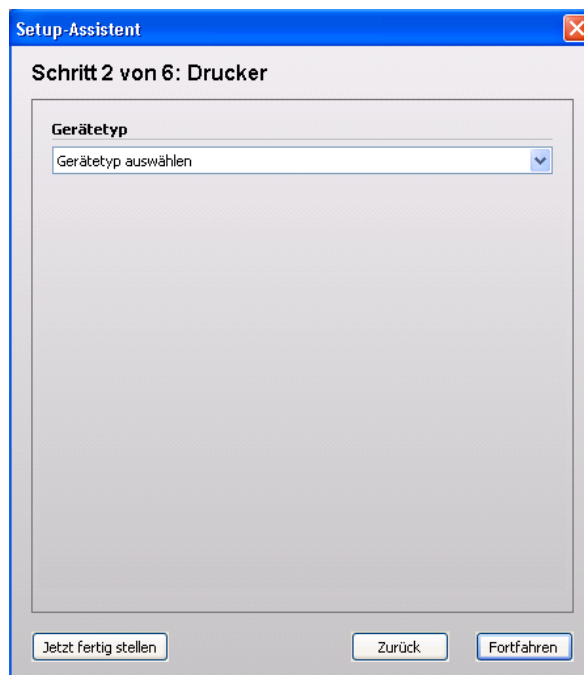 Setup-Assistent
Schritt 2 von 6: Drucker
Gerätetyp
Gerätetyp auswählen
Jetzt fertig stellen
Zurück
Fortfahren